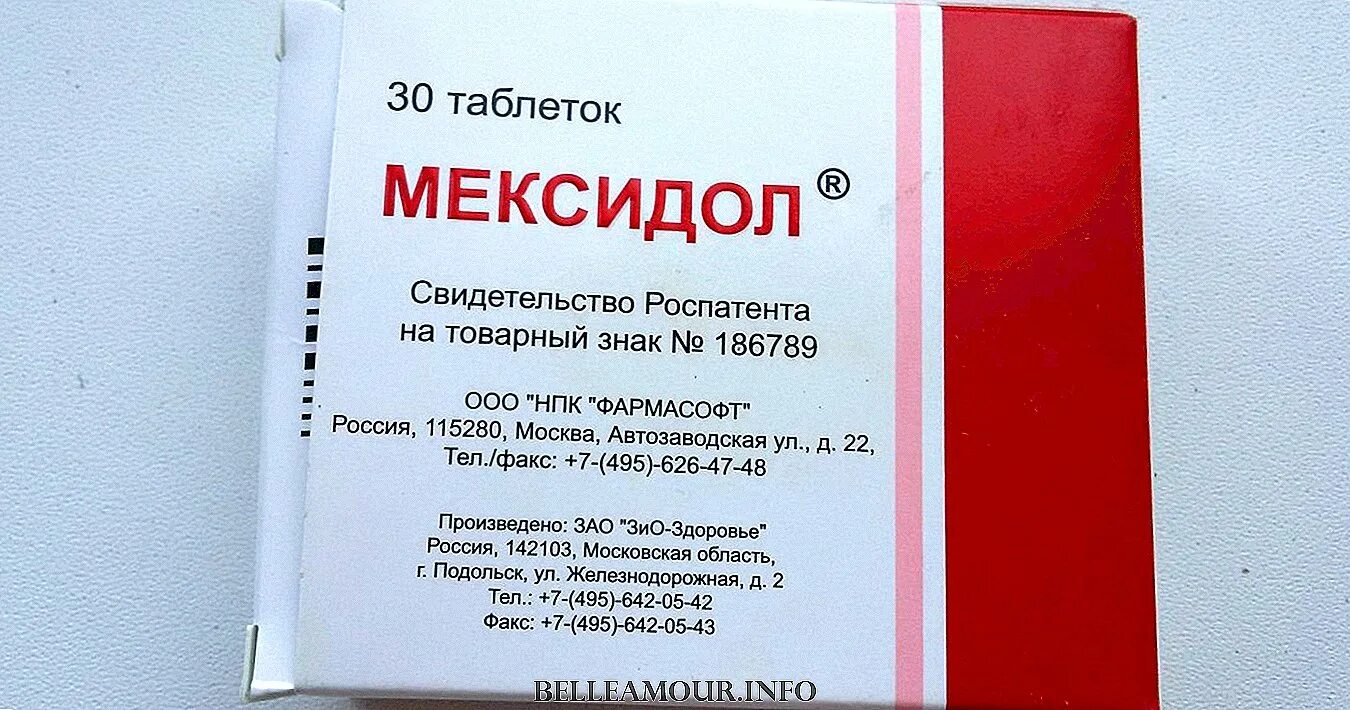 30 таблеток
МЕКСИДОЛ ®
Свидетельство Роспатента
на товарный знак № 186789
ООО "НПК "ФАРМАСОФТ"
Россия, 115280, Москва, Автозаводская ул., д. 22,
Тел./факс: +7-(495)-626-47-48
Произведено: ЗАО "ЗиО-Здоровье"
Россия, 142103, Московская область,
г. Подольск, ул. Железнодорожная, д. 2
Тел.: +7-(495)-642-05-42
Факс: +7-(495)-642-05-43
BELLEAMOUR.INFO